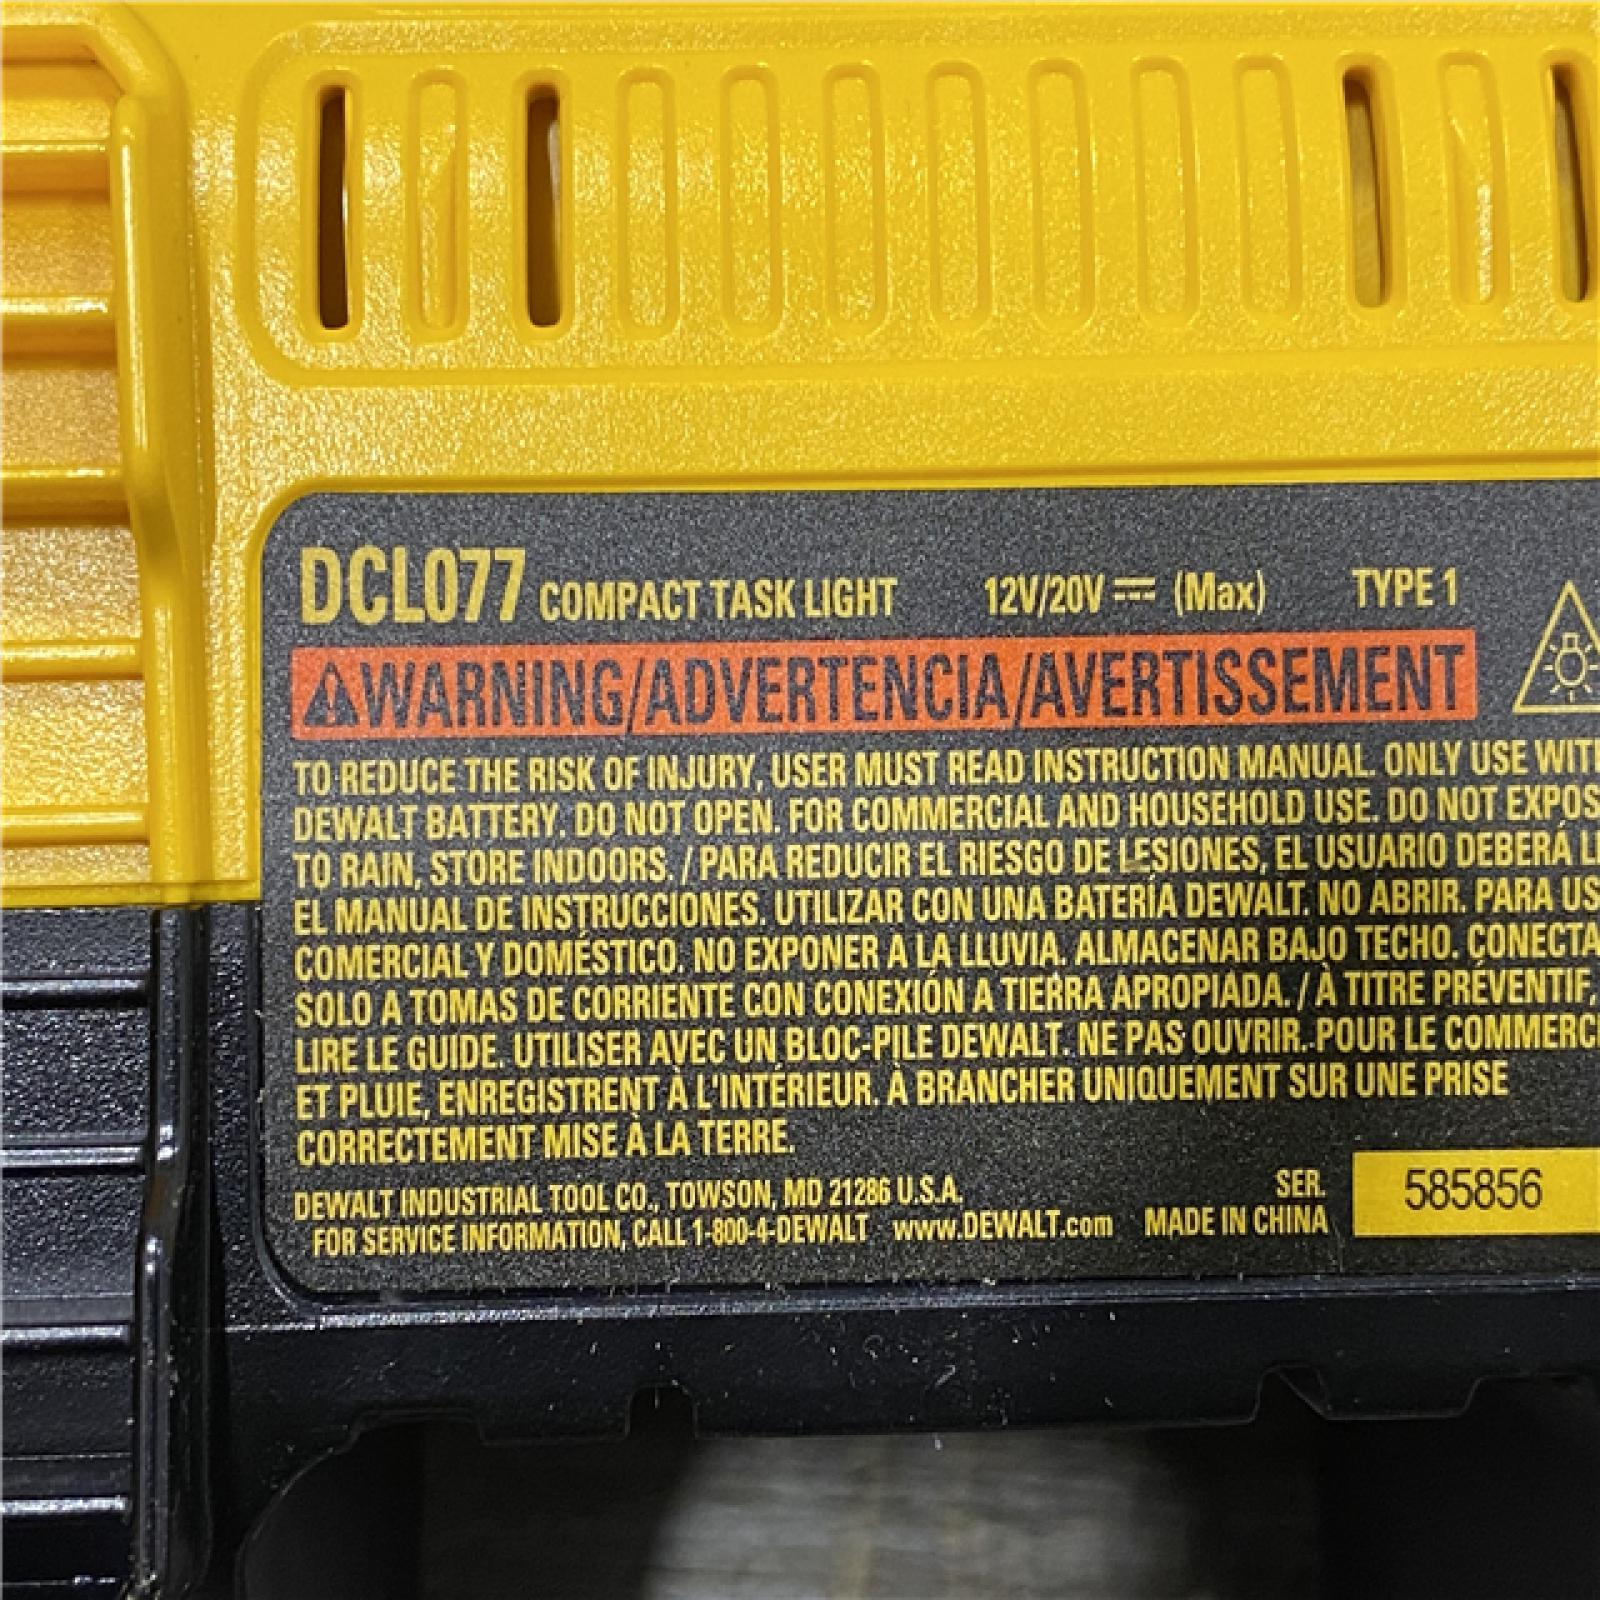 DCL077 COMPACT TASK LIGHT 12V/20V ⎓ (Max) TYPE 1
WARNING/ADVERTENCIA/AVERTISSEMENT
TO REDUCE THE RISK OF INJURY, USER MUST READ INSTRUCTION MANUAL. ONLY USE WITH
DEWALT BATTERY. DO NOT OPEN. FOR COMMERCIAL AND HOUSEHOLD USE. DO NOT EXPOS
TO RAIN, STORE INDOORS. / PARA REDUCIR EL RIESGO DE LESIONES, EL USUARIO DEBERÁ
EL MANUAL DE INSTRUCCIONES. UTILIZAR CON UNA BATERÍA DEWALT. NO ABRIR. PARA US
COMERCIAL Y DOMÉSTICO. NO EXPONER A LA LLUVIA. ALMACENAR BAJO TECHO. CONECTA
SOLO A TOMAS DE CORRIENTE CON CONEXIÓN A TIERRA APROPIADA. / À TITRE PRÉVENTIF,
LIRE LE GUIDE. UTILISER AVEC UN BLOC-PILE DEWALT. NE PAS OUVRIR. POUR LE COMMERC
ET PLUIE, ENREGISTRENT À L'INTÉRIEUR. À BRANCHER UNIQUEMENT SUR UNE PRISE
CORRECTEMENT MISE À LA TERRE.
DEWALT INDUSTRIAL TOOL CO., TOWSON, MD 21286 U.S.A.
FOR SERVICE INFORMATION, CALL 1-800-4-DEWALT www.DEWALT.com
SER. 585856
MADE IN CHINA